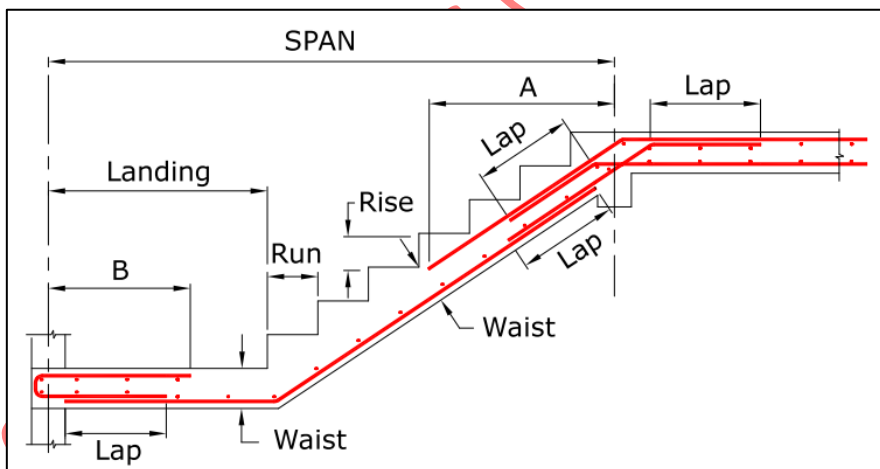 SPAN
A
Lap
Lap
Landing
Rise
Run
B
Lap
Waist
Waist
Lap